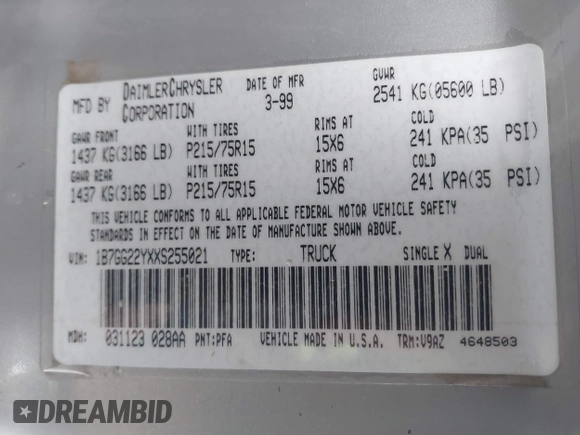 MFD BY DAIMLERCHRYSLER CORPORATION
DATE OF MFR 3-99
GVWR 2541 KG(05600 LB)
GAWR FRONT 1437 KG(3166 LB)
WITH TIRES P215/75R15
RIMS AT 15X6
COLD 241 KPA(35 PSI)
GAWR REAR 1437 KG(3166 LB)
WITH TIRES P215/75R15
RIMS AT 15X6
COLD 241 KPA(35 PSI)
THIS VEHICLE CONFORMS TO ALL APPLICABLE FEDERAL MOTOR VEHICLE SAFETY
STANDARDS IN EFFECT ON THE DATE OF MANUFACTURE SHOWN ABOVE.
VIN: 1B7GG22YXXS255021 TYPE: TRUCK SINGLE X DUAL
MDH: 031123 028AA PNT:PFA VEHICLE MADE IN U.S.A. TRM:V9AZ 4648503
DREAMBID